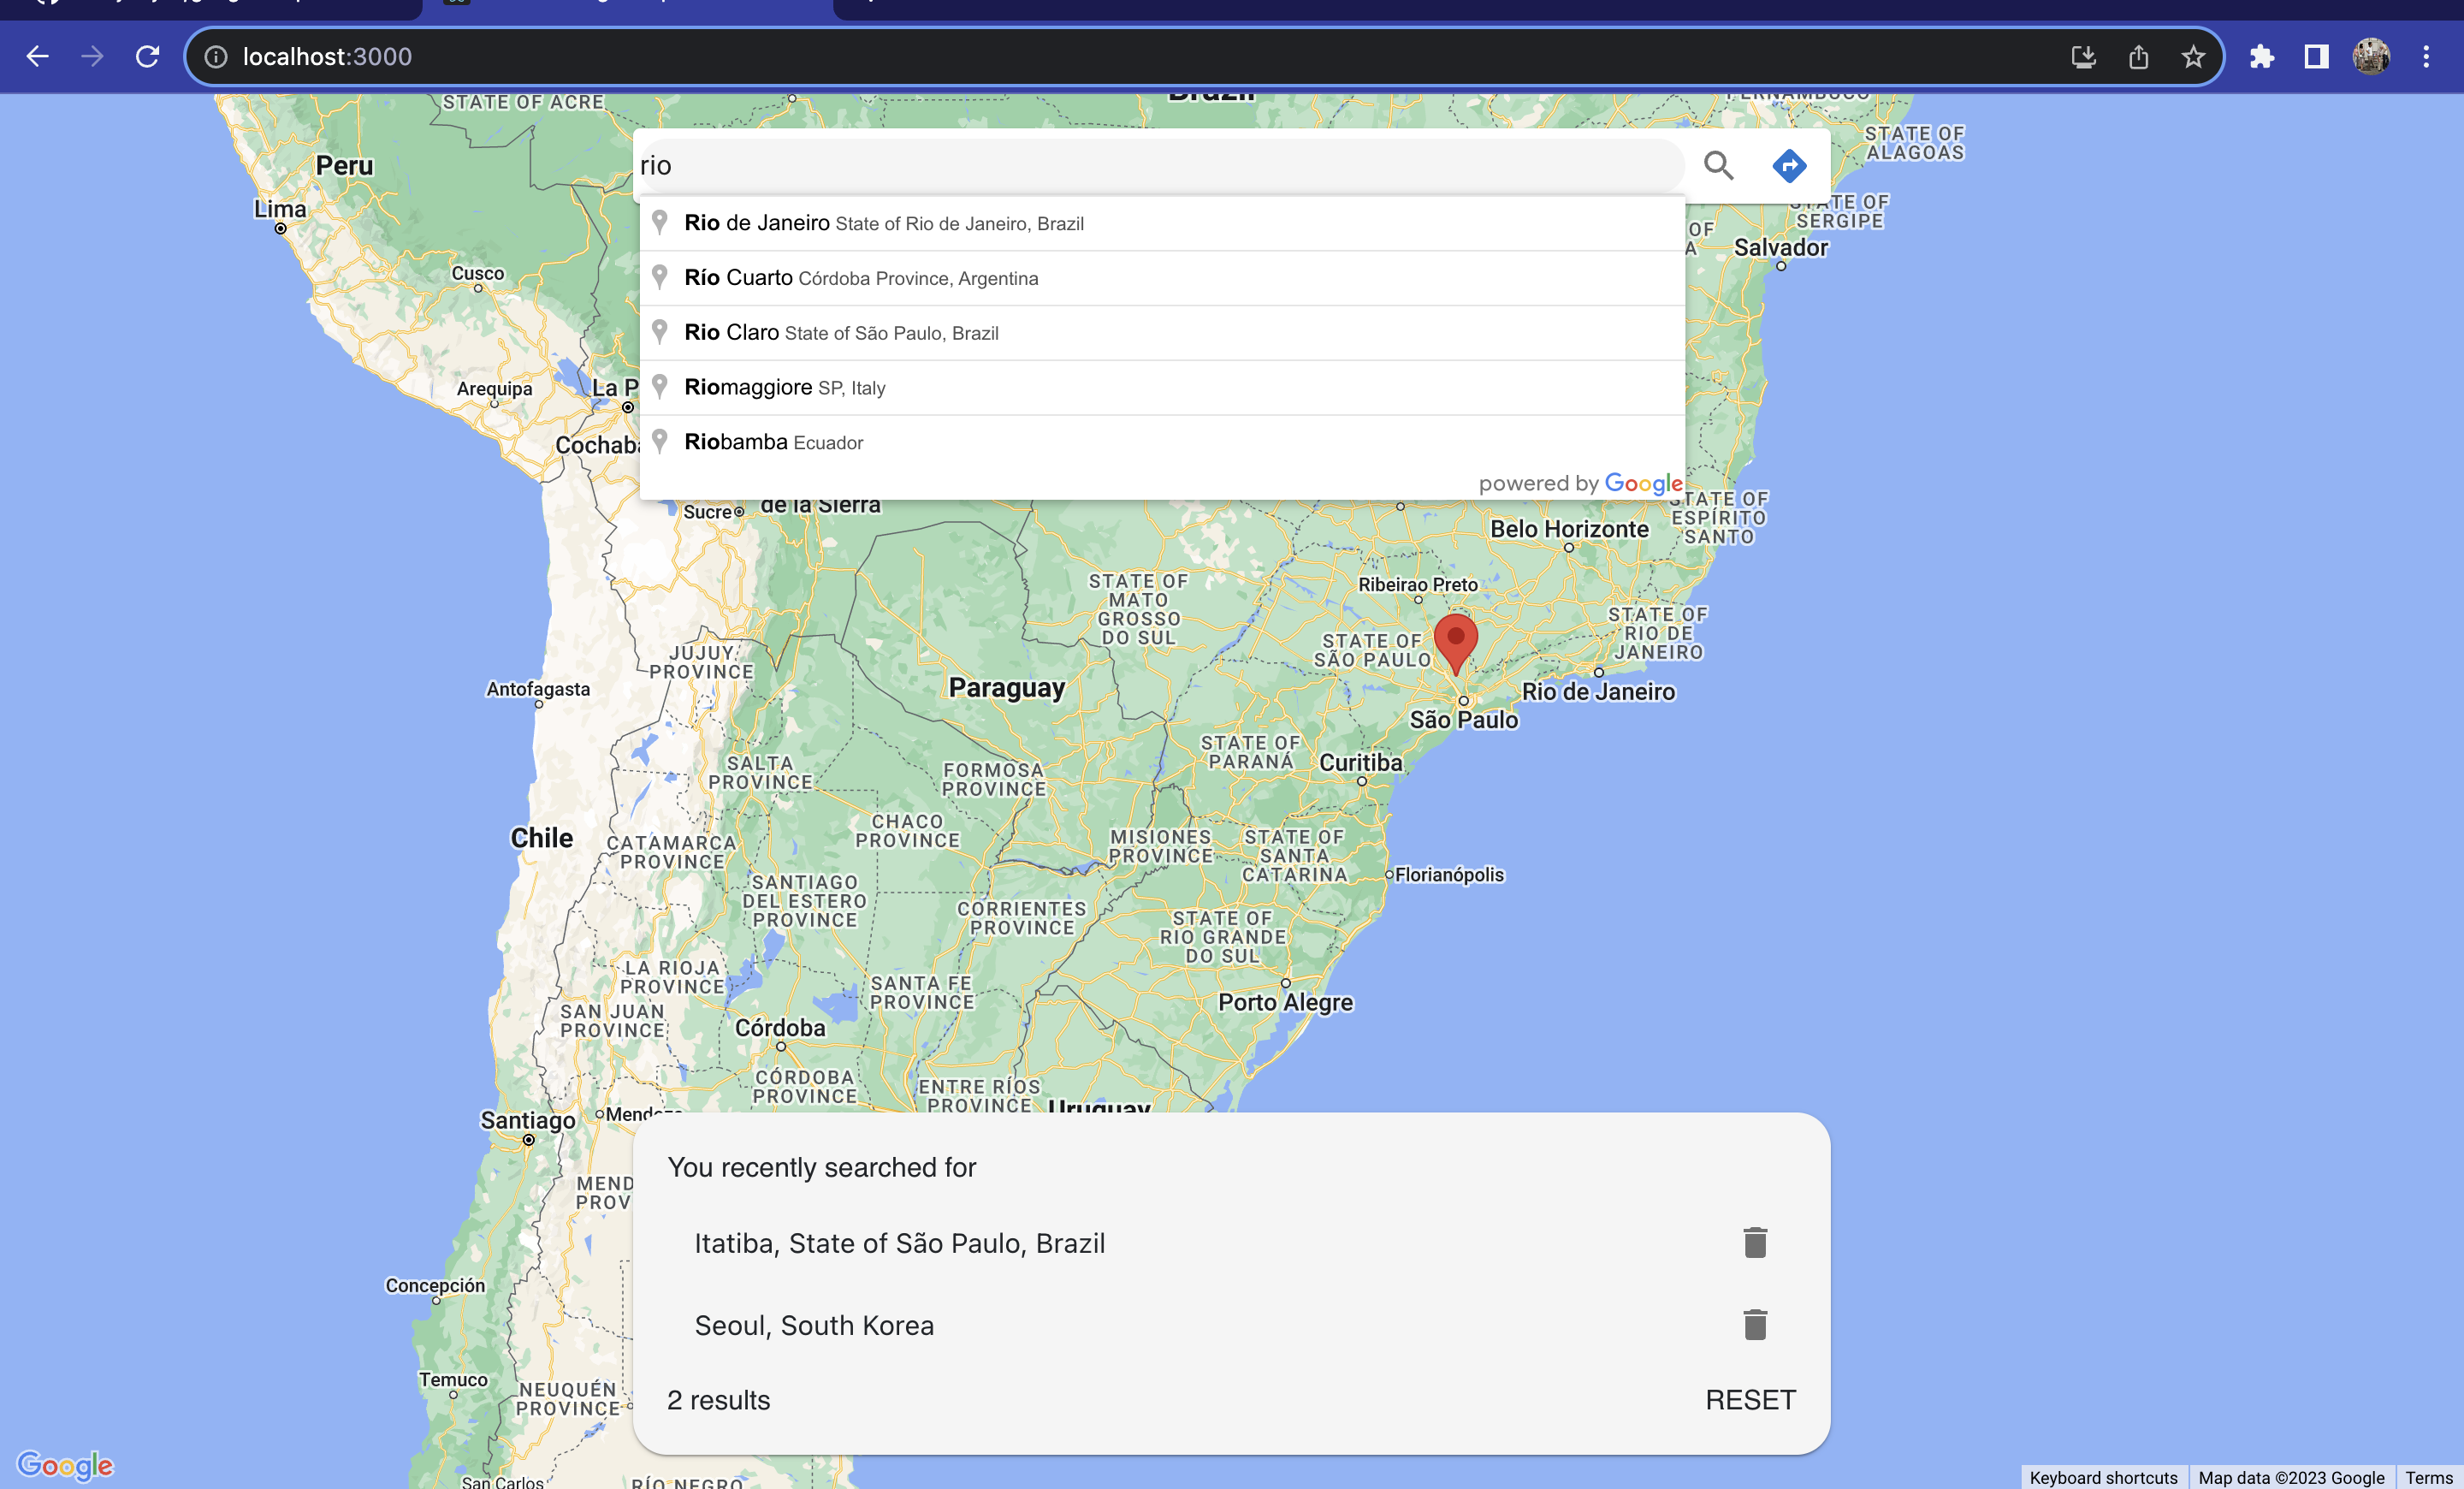 localhost:3000
rio
Rio de Janeiro State of Rio de Janeiro, Brazil
Río Cuarto Córdoba Province, Argentina
Rio Claro State of São Paulo, Brazil
Riomaggiore SP, Italy
Riobamba Ecuador
powered by Google
STATE OF ACRE
Brazil
PERNAMBUCO
STATE OF
ALAGOAS
Peru
STATE OF
SERGIPE
Lima
Salvador
OF
A
Cusco
Arequipa
La P
Cochaba
Sucre
de la Sierra
STATE OF
ESPÍRITO
SANTO
Belo Horizonte
STATE OF
MATO
GROSSO
DO SUL
Ribeirao Preto
STATE OF
RIO DE
JANEIRO
STATE OF
SÃO PAULO
JUJUY
PROVINCE
Antofagasta
Paraguay
Rio de Janeiro
São Paulo
STATE OF
PARANÁ
Curitiba
SALTA
PROVINCE
FORMOSA
PROVINCE
CHACO
PROVINCE
Chile
CATAMARCA
PROVINCE
MISIONES
PROVINCE
STATE OF
SANTA
CATARINA
Florianópolis
SANTIAGO
DEL ESTERO
PROVINCE
CORRIENTES
PROVINCE
STATE OF
RIO GRANDE
DO SUL
LA RIOJA
PROVINCE
SANTA FE
PROVINCE
SAN JUAN
PROVINCE
Porto Alegre
Córdoba
CÓRDOBA
PROVINCE
ENTRE RÍOS
PROVINCE
Uruguay
Santiago
Mendoza
MEND
PROV
Concepción
Temuco
NEUQUÉN
PROVINCE
San Carlos
RÍO NEGRO
You recently searched for
Itatiba, State of São Paulo, Brazil
Seoul, South Korea
2 results
RESET
Google
Keyboard shortcuts
Map data ©2023 Google
Terms